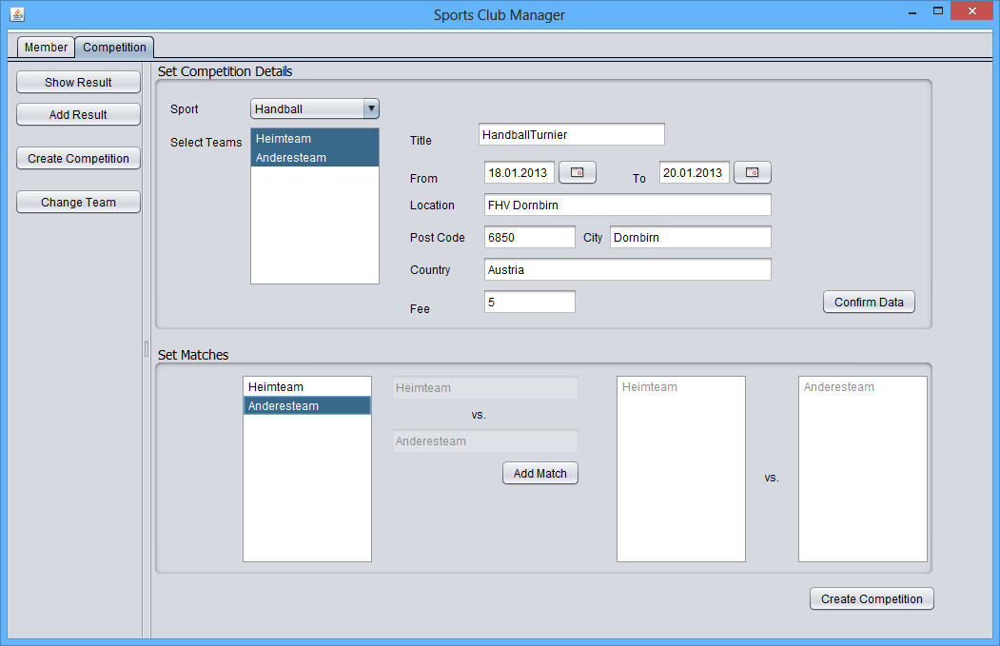 Sports Club Manager
Member Competition
Show Result
Add Result
Create Competition
Change Team
Set Competition Details
Sport Handball
Select Teams Heimteam
Anderesteam
Title HandballTurnier
From 18.01.2013 To 20.01.2013
Location FHV Dornbirn
Post Code 6850 City Dornbirn
Country Austria
Fee 5
Confirm Data
Set Matches
Heimteam
Anderesteam
Heimteam
vs.
Anderesteam
Add Match
Heimteam
vs.
Anderesteam
Create Competition